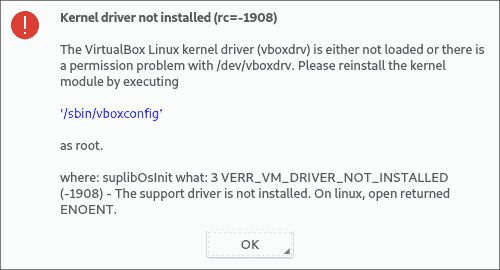 Kernel driver not installed (rc=-1908)
The VirtualBox Linux kernel driver (vboxdrv) is either not loaded or there is
a permission problem with /dev/vboxdrv. Please reinstall the kernel
module by executing
'/sbin/vboxconfig'
as root.
where: suplibOsInit what: 3 VERR_VM_DRIVER_NOT_INSTALLED
(-1908) - The support driver is not installed. On linux, open returned
ENOENT.
OK